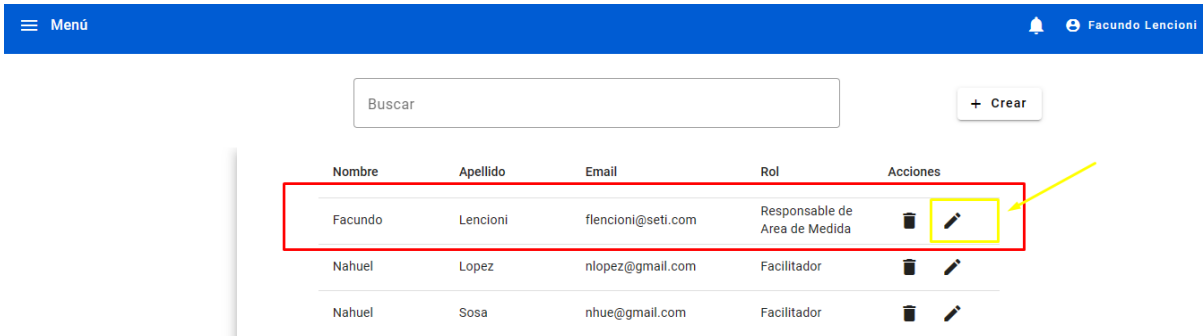 Menú
Facundo Lencioni
Buscar
+ Crear
Nombre Apellido Email Rol Acciones
Facundo Lencioni flencioni@seti.com Responsable de
Area de Medida
Nahuel Lopez nlopez@gmail.com Facilitador
Nahuel Sosa nhue@gmail.com Facilitador